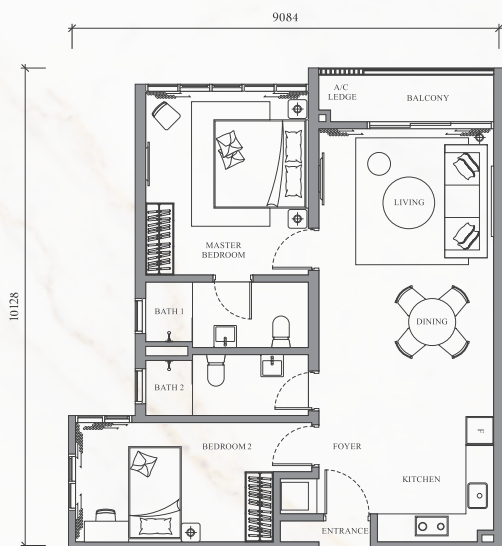 9084
A/C
LEDGE
BALCONY
LIVING
MASTER
BEDROOM
10128
BATH 1
DINING
BATH 2
BEDROOM 2
FOYER
F
KITCHEN
ENTRANCE